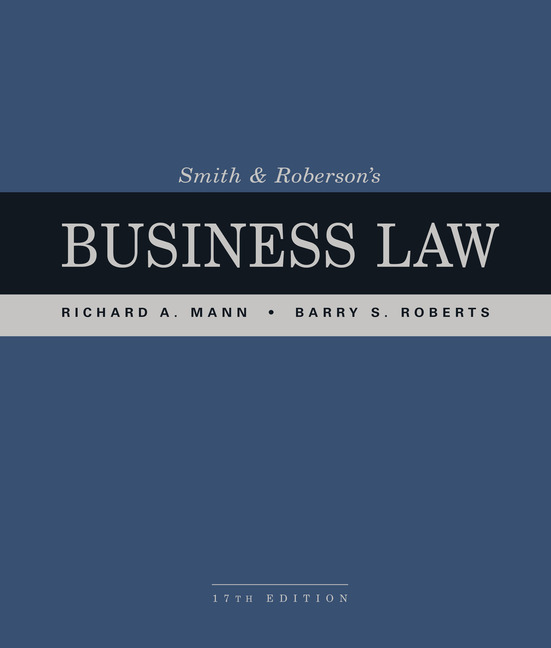 Smith & Roberson's
BUSINESS LAW
RICHARD A. MANN • BARRY S. ROBERTS
17TH EDITION